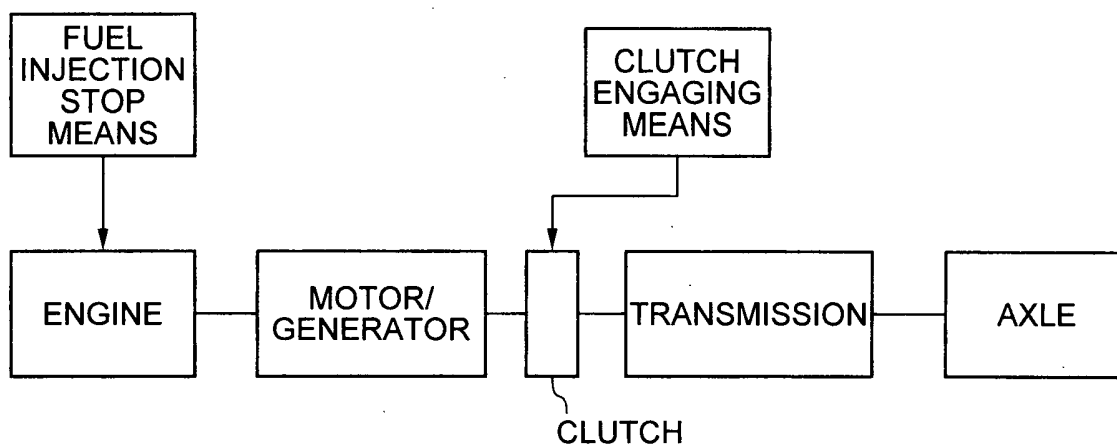 FUEL
INJECTION
STOP
MEANS
CLUTCH
ENGAGING
MEANS
ENGINE
MOTOR/
GENERATOR
TRANSMISSION
AXLE
CLUTCH